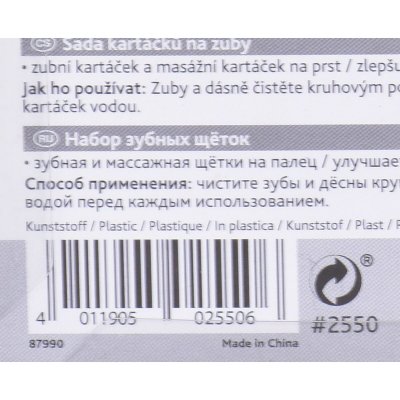 CS Sada kartáčků na zuby
• zubní kartáček a masážní kartáček na prst / zlepšu
Jak ho používat: Zuby a dásně čistěte kruhovým po
kartáček vodou.
RU Набор зубных щёток
• зубная и массажная щётки на палец / улучшае
Способ применения: чистите зубы и дёсны кру
водой перед каждым использованием.
Kunststoff / Plastic / Plastique / In plastica / Kunststof / Plast / P
®
4 011905 025506
#2550
87990 Made in China